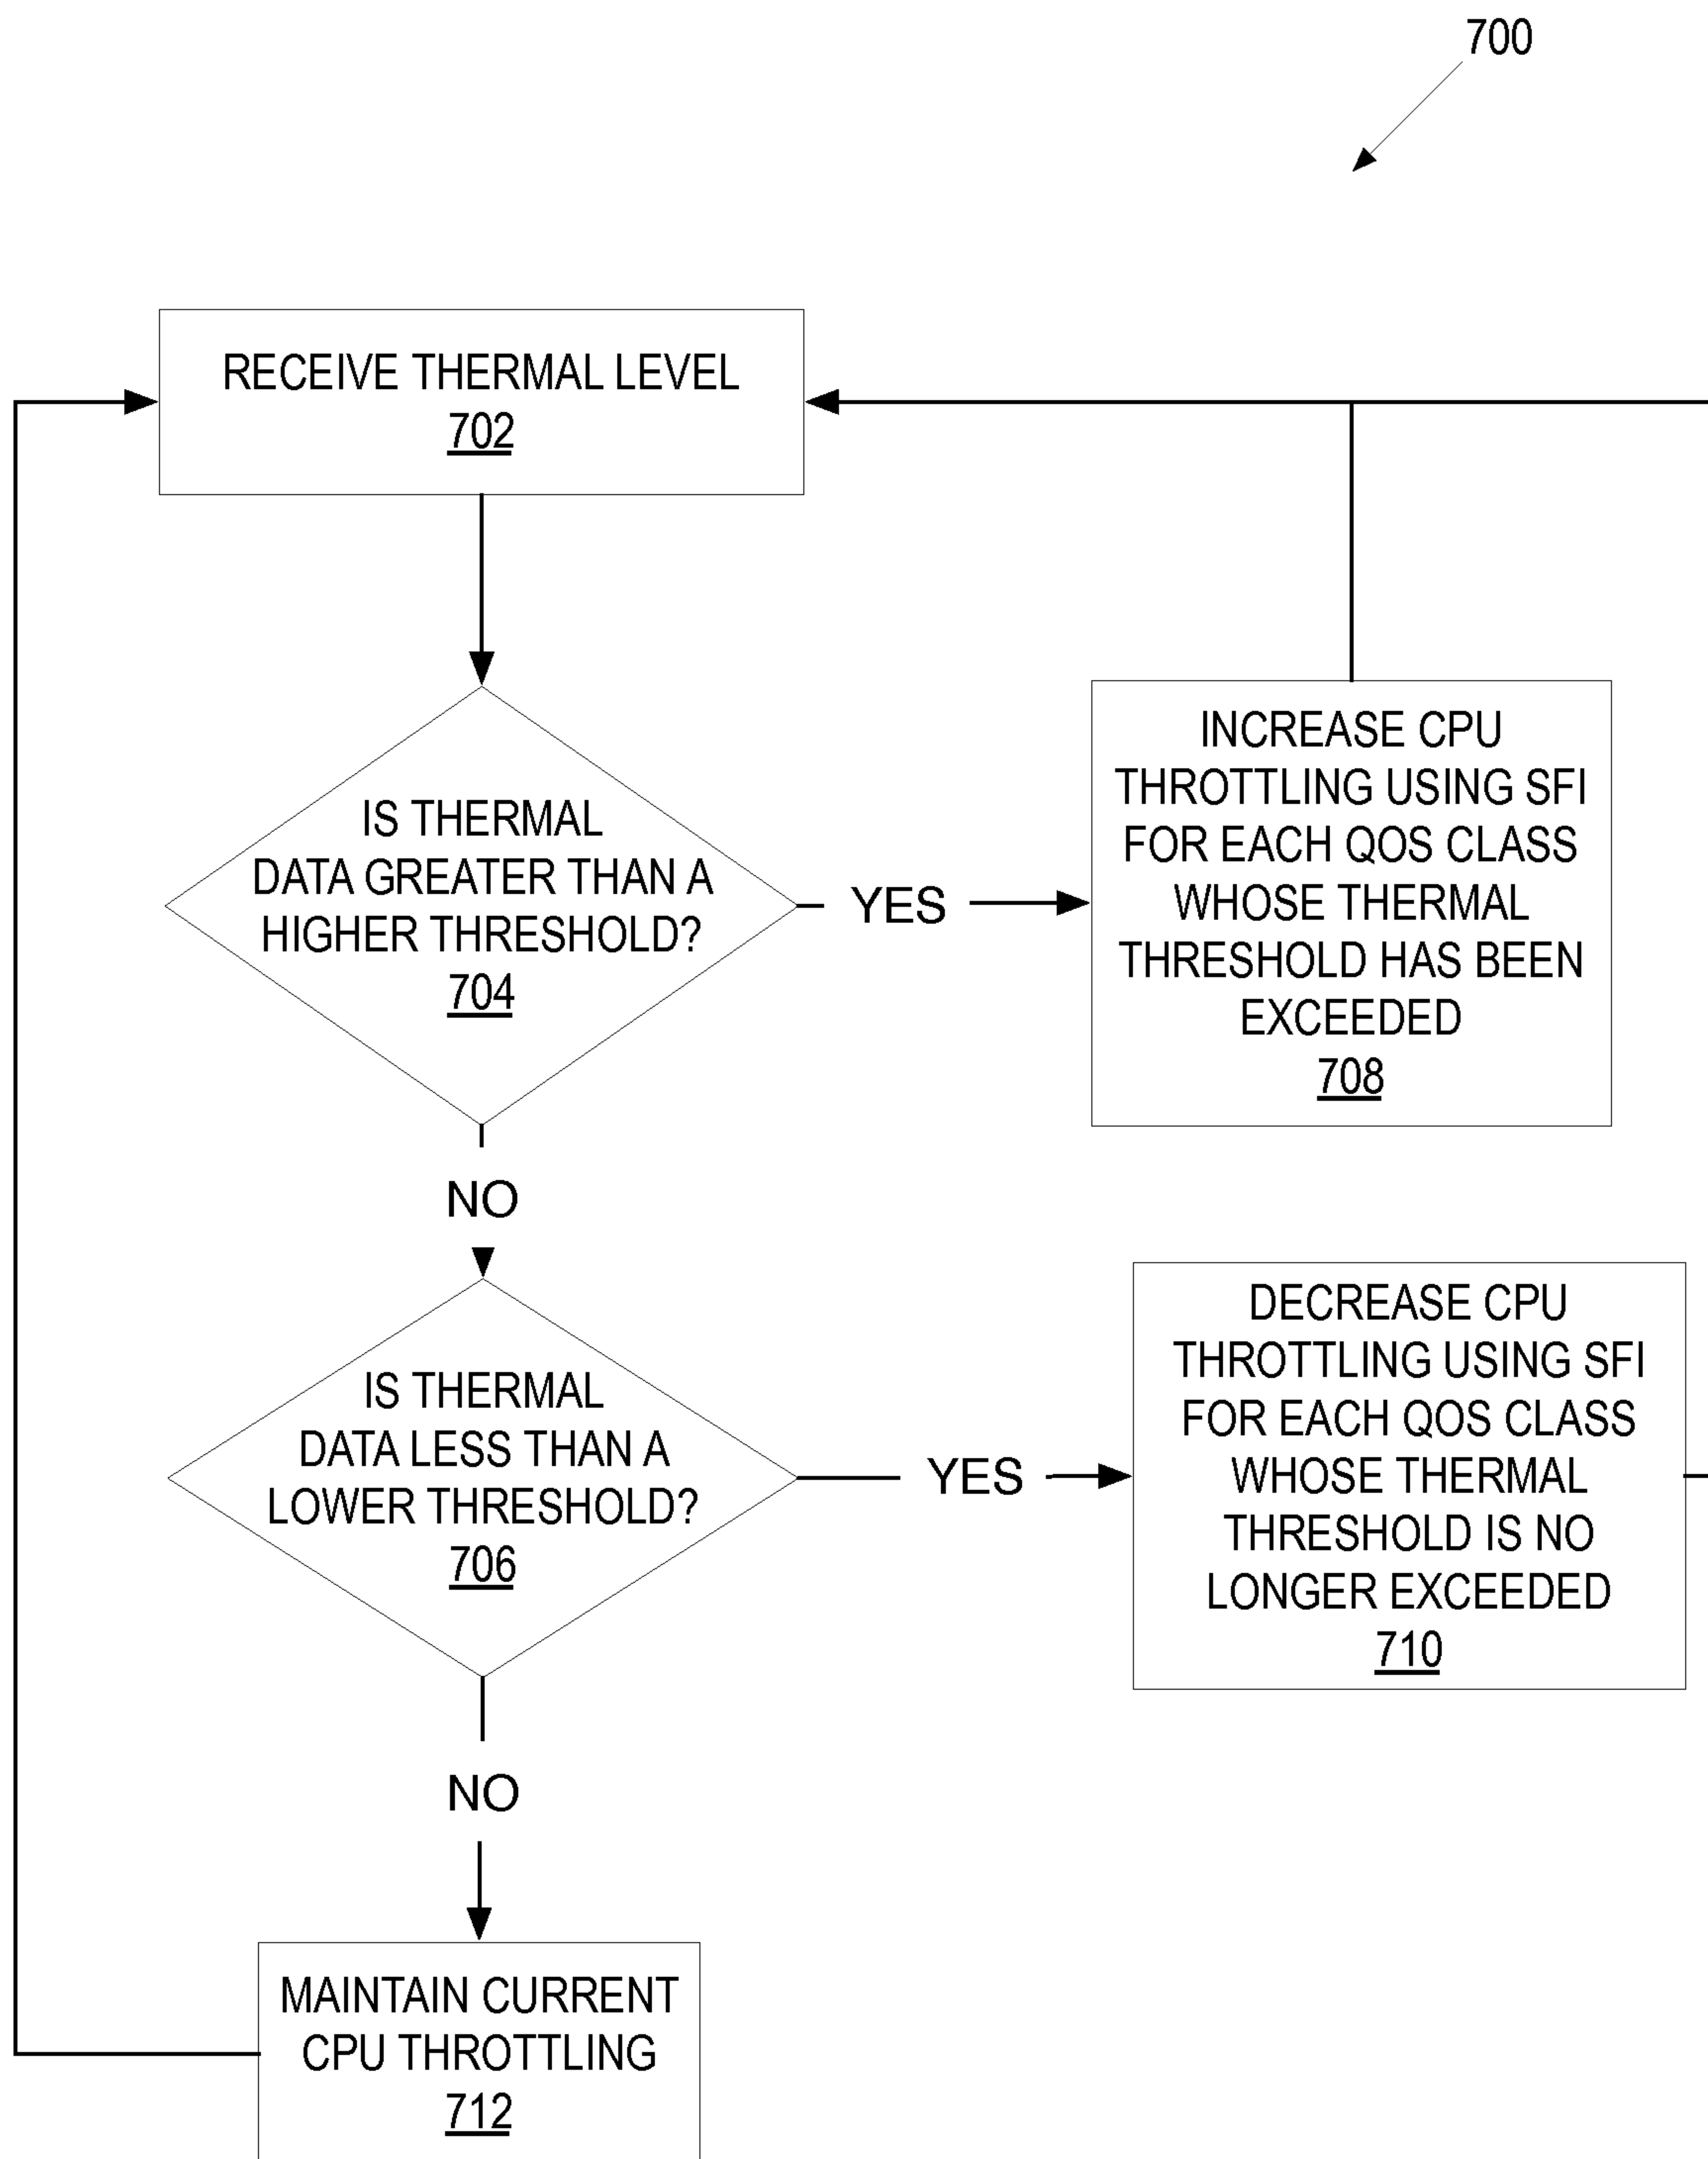 700
RECEIVE THERMAL LEVEL
702
IS THERMAL
DATA GREATER THAN A
HIGHER THRESHOLD?
704
YES
INCREASE CPU
THROTTLING USING SFI
FOR EACH QOS CLASS
WHOSE THERMAL
THRESHOLD HAS BEEN
EXCEEDED
708
NO
IS THERMAL
DATA LESS THAN A
LOWER THRESHOLD?
706
YES
DECREASE CPU
THROTTLING USING SFI
FOR EACH QOS CLASS
WHOSE THERMAL
THRESHOLD IS NO
LONGER EXCEEDED
710
NO
MAINTAIN CURRENT
CPU THROTTLING
712